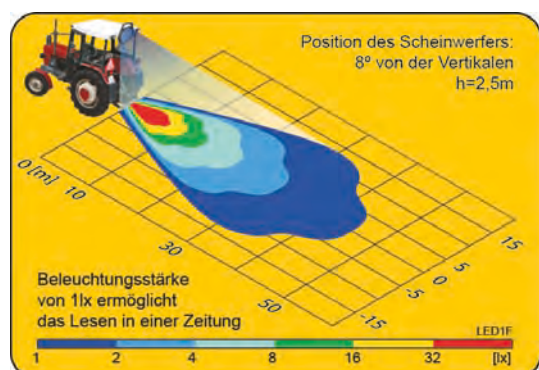 Position des Scheinwerfers:
8º von der Vertikalen
h=2,5m
0 [m]
10
30
50
15
5
0
-5
-15
Beleuchtungsstärke
von 1lx ermöglicht
das Lesen in einer Zeitung
LED1F
1 2 4 8 16 32 [lx]